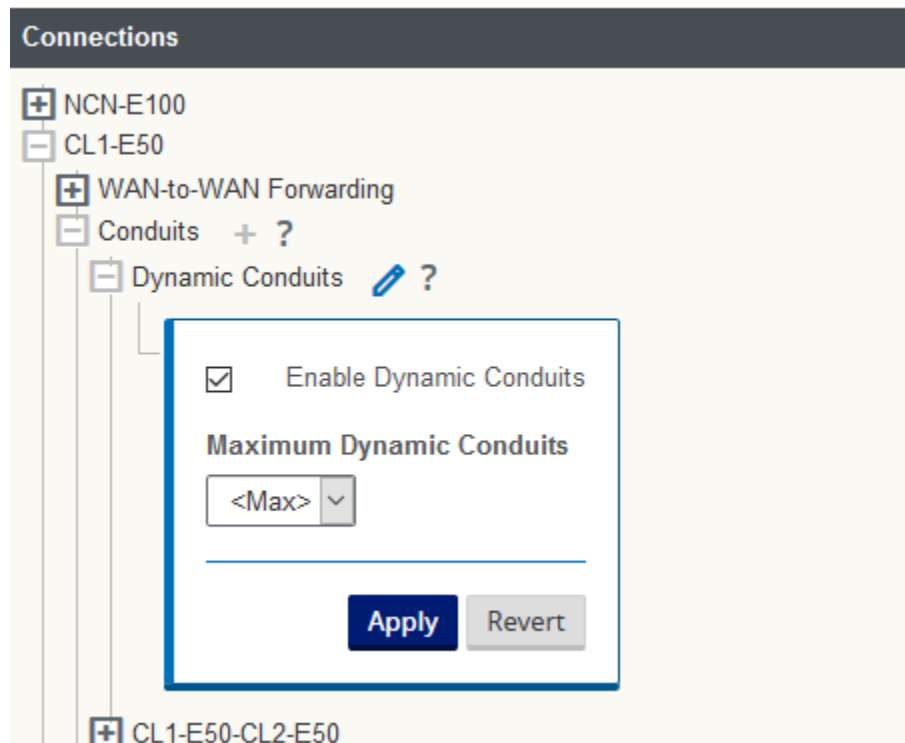 Connections
NCN-E100
CL1-E50
WAN-to-WAN Forwarding
Conduits + ?
Dynamic Conduits ?
Enable Dynamic Conduits
Maximum Dynamic Conduits
<Max>
Apply Revert
CL1-E50-CL2-E50